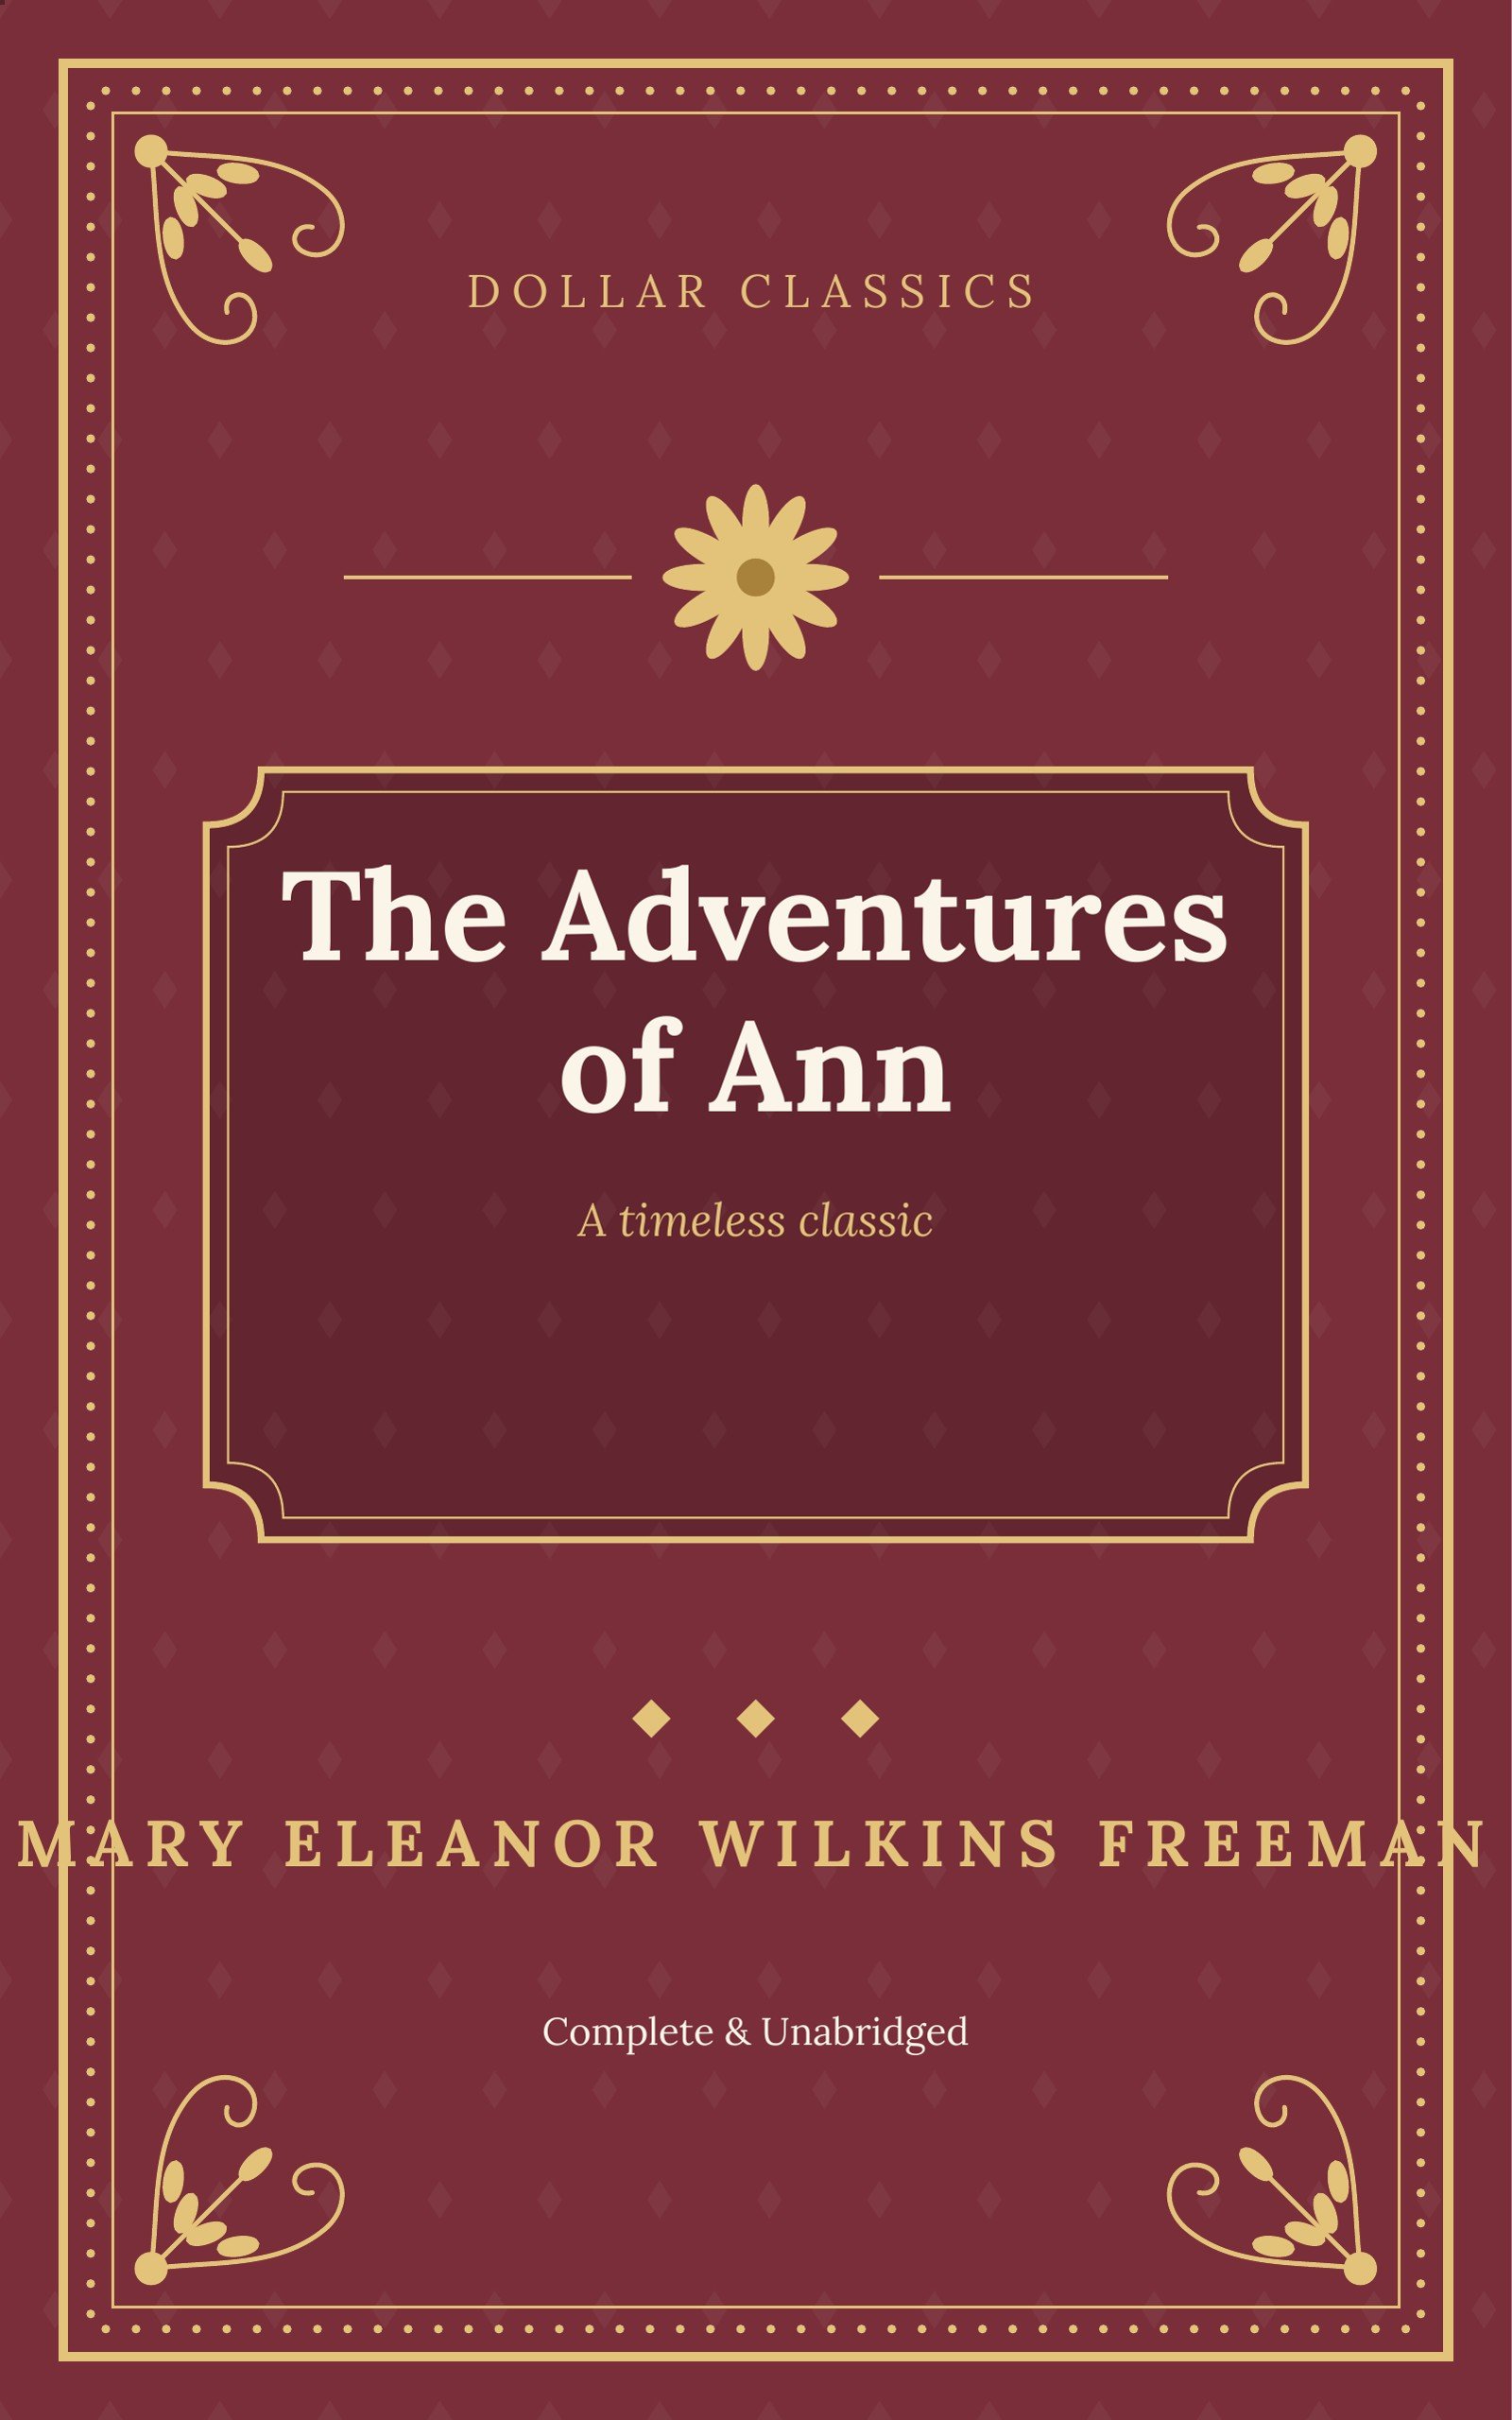 DOLLAR CLASSICS
The Adventures
of Ann
A timeless classic
MARY ELEANOR WILKINS FREEMAN
Complete & Unabridged